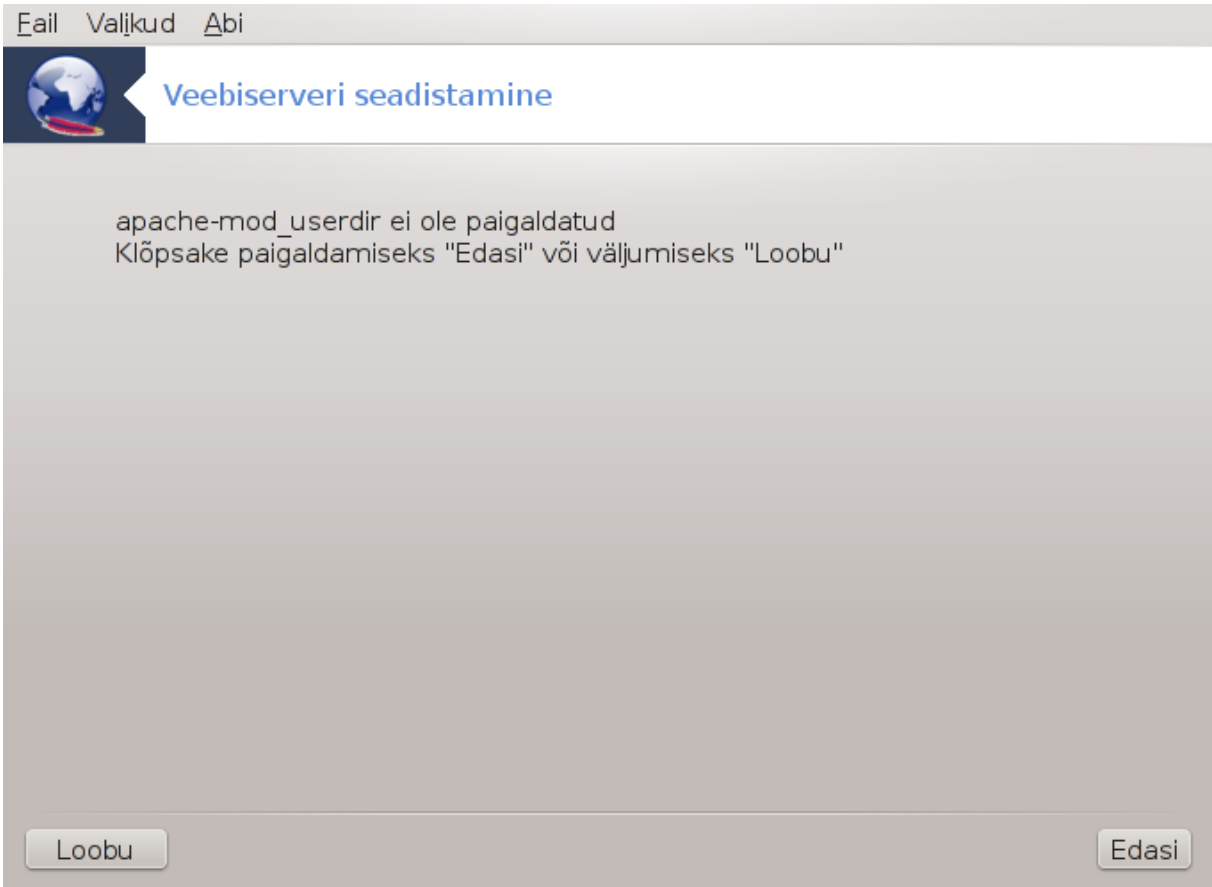 Fail Valikud Abi
Veebiserveri seadistamine
apache-mod_userdir ei ole paigaldatud
Klõpsake paigaldamiseks "Edasi" või väljumiseks "Loobu"
Loobu Edasi